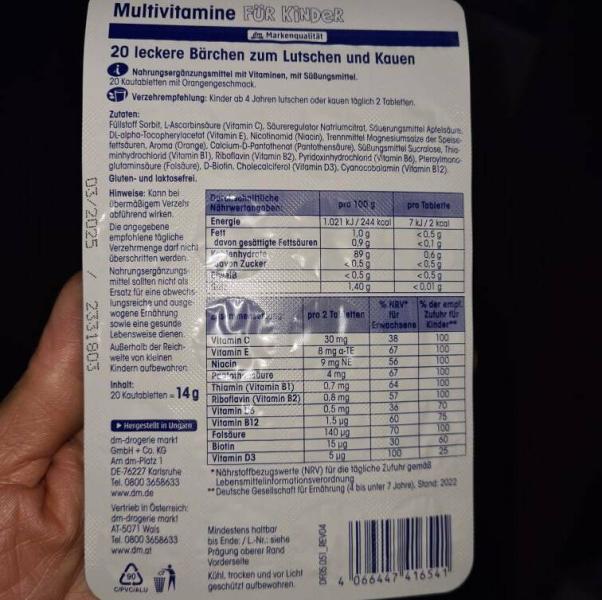 Multivitamine FÜR KiNDER
dm Markenqualität
20 leckere Bärchen zum Lutschen und Kauen
Nahrungsergänzungsmittel mit Vitaminen, mit Süßungsmittel.
20 Kautabletten mit Orangengeschmack.
Verzehrempfehlung: Kinder ab 4 Jahren lutschen oder kauen täglich 2 Tabletten.
Zutaten:
Füllstoff Sorbit, L-Ascorbinsäure (Vitamin C), Säureregulator Natriumcitrat, Säuerungsmittel Apfelsäure,
DL-alpha-Tocopherylacetat (Vitamin E), Nicotinamid (Niacin), Trennmittel Magnesiumsalze der Speise-
fettsäuren, Aroma (Orange), Calcium-D-Pantothenat (Pantothensäure), Süßungsmittel Sucralose, Thia-
minhydrochlorid (Vitamin B1), Riboflavin (Vitamin B2), Pyridoxinhydrochlorid (Vitamin B6), Pteroylmono-
glutaminsäure (Folsäure), D-Biotin, Cholecalciferol (Vitamin D3), Cyanocobalamin (Vitamin B12).
Gluten- und laktosefrei.
Hinweise: Kann bei
übermäßigem Verzehr
abführend wirken.
Die angegebene
empfohlene tägliche
Verzehrmenge darf nicht
überschritten werden.
Nahrungsergänzungs-
mittel sollten nicht als
Ersatz für eine abwechs-
lungsreiche und ausge-
wogene Ernährung
sowie eine gesunde
Lebensweise dienen.
Außerhalb der Reich-
weite von kleinen
Kindern aufbewahren.
Inhalt:
20 Kautabletten = 14 g
Hergestellt in Ungarn
dm-drogerie markt
GmbH + Co. KG
Am dm-Platz 1
DE-76227 Karlsruhe
Tel. 0800 3658633
www.dm.de
Vertrieb in Österreich:
dm-drogerie markt
AT-5071 Wals
Tel. 0800 3658633
www.dm.at
90
C/PVC/ALU
03/2025 / 2331803
Durchschnittliche
Nährwertangaben: pro 100 g pro Tablette
Energie 1.021 kJ / 244 kcal 7 kJ / 2 kcal
Fett 1,0 g < 0,5 g
davon gesättigte Fettsäuren 0,9 g < 0,1 g
Kohlenhydrate 89 g 0,6 g
davon Zucker < 0,5 g < 0,5 g
Eiweiß < 0,5 g < 0,5 g
Salz 1,40 g < 0,01 g
Zusammensetzung: pro 2 Tabletten % NRV* für Erwachsene % der empf. Zufuhr für Kinder**
Vitamin C 30 mg 38 100
Vitamin E 8 mg α-TE 67 100
Niacin 9 mg NE 56 100
Pantothensäure 4 mg 67 100
Thiamin (Vitamin B1) 0,7 mg 64 100
Riboflavin (Vitamin B2) 0,8 mg 57 100
Vitamin B6 0,5 mg 36 70
Vitamin B12 1,5 µg 60 75
Folsäure 140 µg 70 100
Biotin 15 µg 30 60
Vitamin D3 5 µg 100 25
* Nährstoffbezugswerte (NRV) für die tägliche Zufuhr gemäß
Lebensmittelinformationsverordnung
** Deutsche Gesellschaft für Ernährung (4 bis unter 7 Jahre), Stand: 2022
Mindestens haltbar
bis Ende: / L.-Nr.: siehe
Prägung oberer Rand
Vorderseite
Kühl, trocken und vor Licht
geschützt aufbewahren.
4 066447 416541